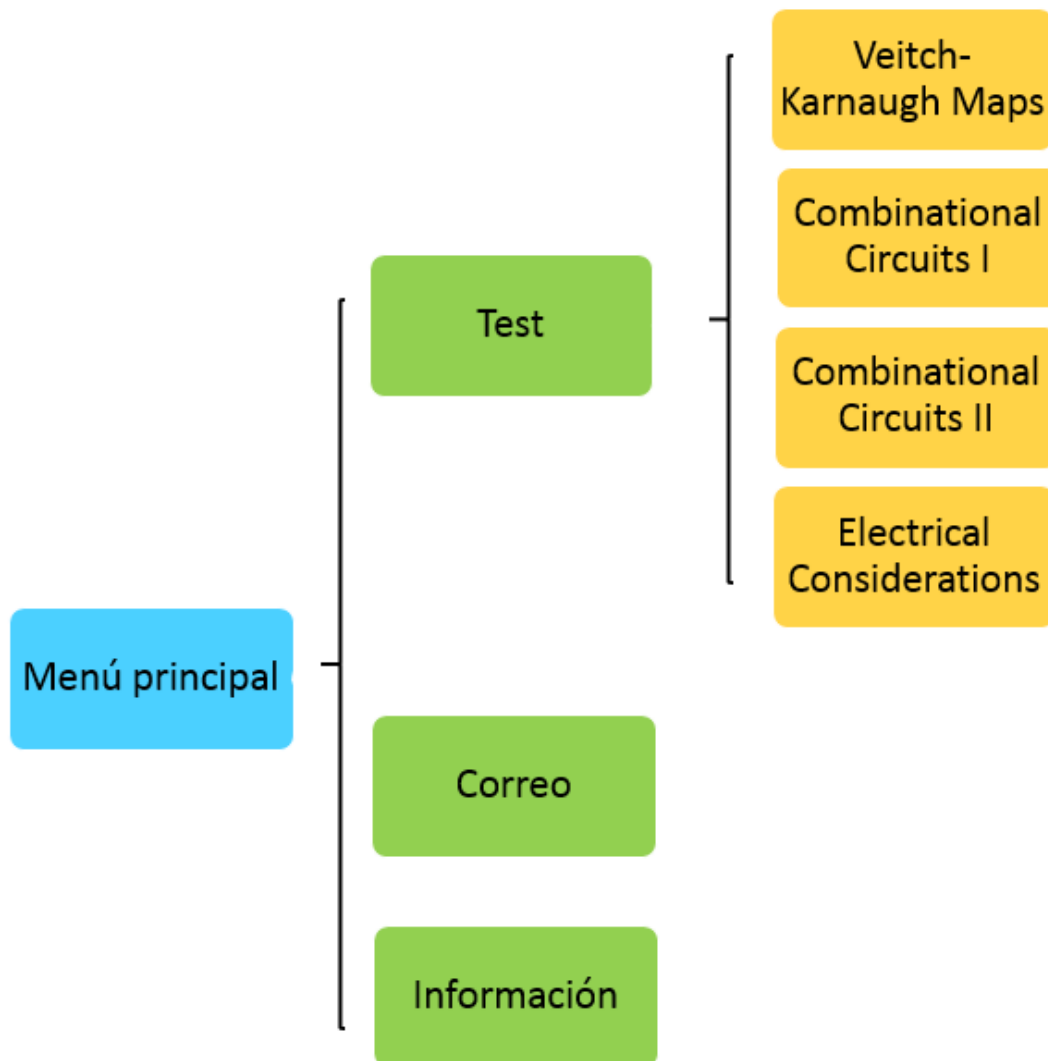 Menú principal
Test
Veitch-
Karnaugh Maps
Combinational
Circuits I
Combinational
Circuits II
Electrical
Considerations
Correo
Información